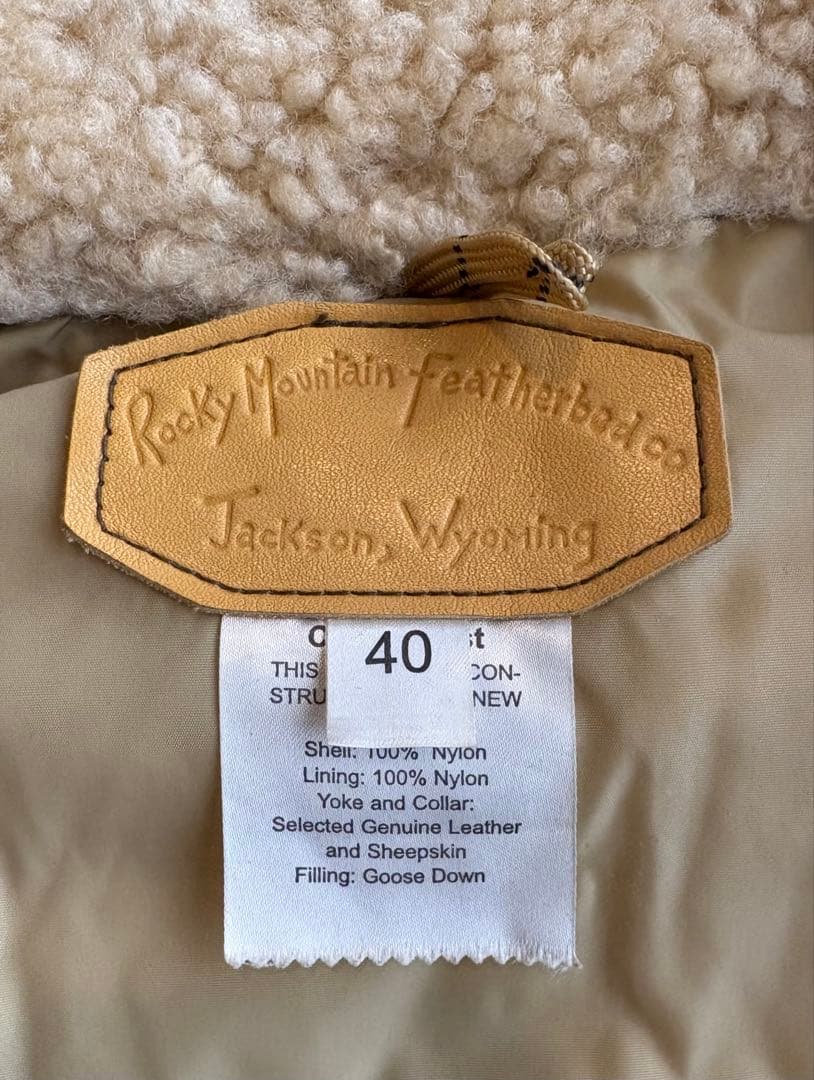 Rocky Mountain Featherbed co
Jackson, Wyoming
40
THIS CON-
STRU NEW
Shell: 100% Nylon
Lining: 100% Nylon
Yoke and Collar:
Selected Genuine Leather
and Sheepskin
Filling: Goose Down